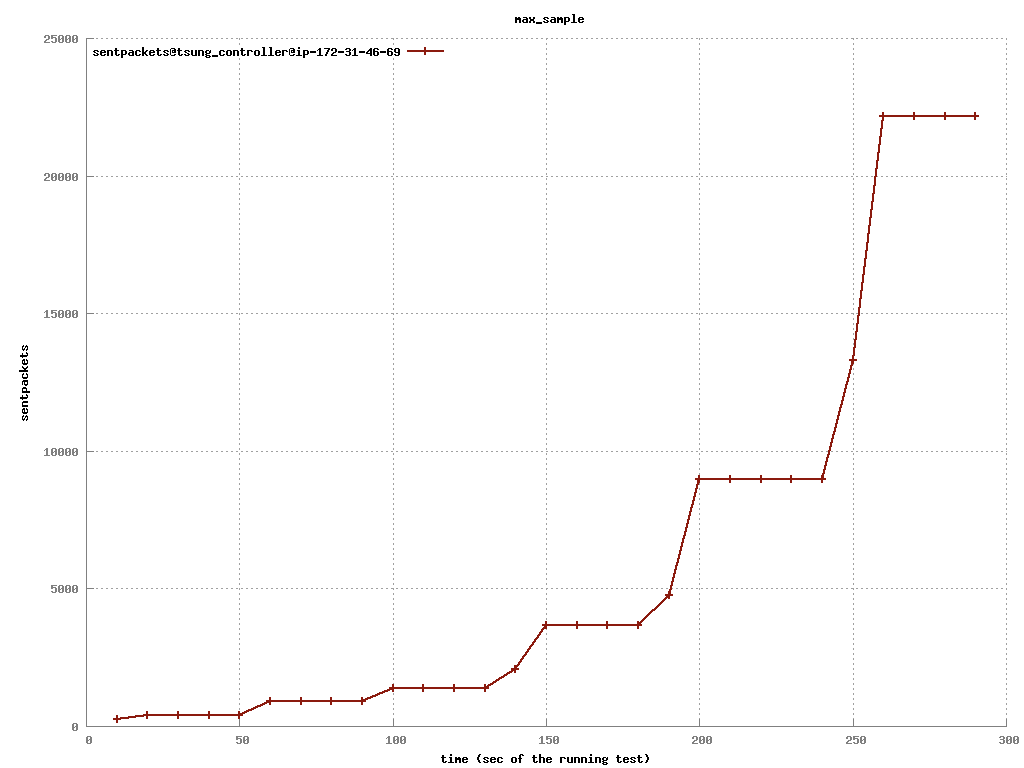 max_sample
25000
sentpackets@tsung_controller@ip-172-31-46-69
20000
15000
sentpackets
10000
5000
0
0 50 100 150 200 250 300
time (sec of the running test)